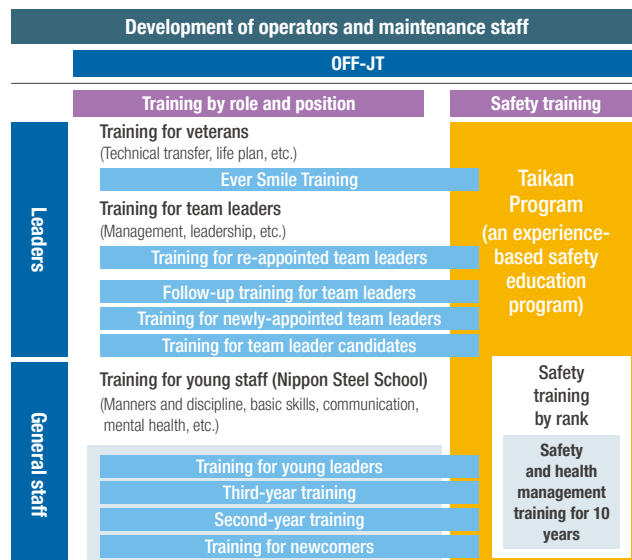 Development of operators and maintenance staff
OFF-JT
Training by role and position
Safety training
Leaders
Training for veterans
(Technical transfer, life plan, etc.)
Ever Smile Training
Training for team leaders
(Management, leadership, etc.)
Training for re-appointed team leaders
Follow-up training for team leaders
Training for newly-appointed team leaders
Training for team leader candidates
Taikan
Program
(an experience-
based safety
education
program)
General staff
Training for young staff (Nippon Steel School)
(Manners and discipline, basic skills, communication,
mental health, etc.)
Training for young leaders
Third-year training
Second-year training
Training for newcomers
Safety
training
by rank
Safety
and health
management
training for 10
years